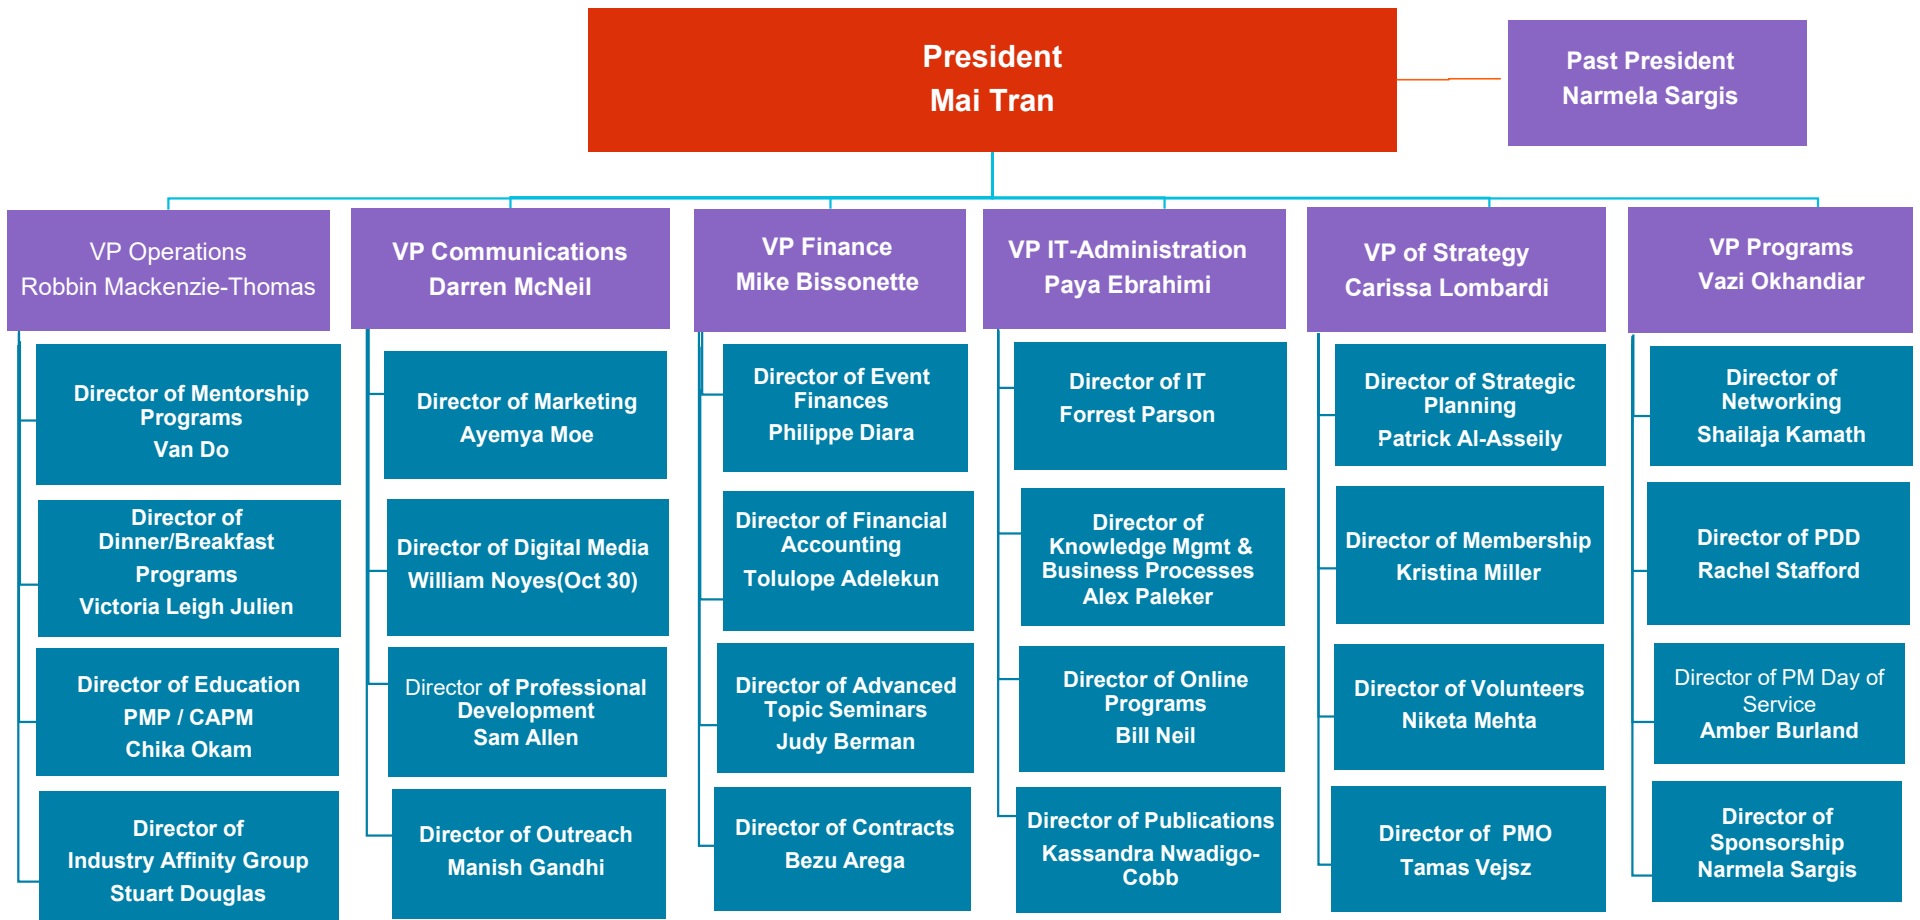 President
Mai Tran
Past President
Narmela Sargis
VP Operations
Robbin Mackenzie-Thomas
VP Communications
Darren McNeil
VP Finance
Mike Bissonette
VP IT-Administration
Paya Ebrahimi
VP of Strategy
Carissa Lombardi
VP Programs
Vazi Okhandiar
Director of Mentorship
Programs
Van Do
Director of
Dinner/Breakfast
Programs
Victoria Leigh Julien
Director of Education
PMP / CAPM
Chika Okam
Director of
Industry Affinity Group
Stuart Douglas
Director of Marketing
Ayemya Moe
Director of Digital Media
William Noyes(Oct 30)
Director of Professional
Development
Sam Allen
Director of Outreach
Manish Gandhi
Director of Event
Finances
Philippe Diara
Director of Financial
Accounting
Tolulope Adelekun
Director of Advanced
Topic Seminars
Judy Berman
Director of Contracts
Bezu Arega
Director of IT
Forrest Parson
Director of
Knowledge Mgmt &
Business Processes
Alex Paleker
Director of Online
Programs
Bill Neil
Director of Publications
Kassandra Nwadigo-
Cobb
Director of Strategic
Planning
Patrick Al-Asseily
Director of Membership
Kristina Miller
Director of Volunteers
Niketa Mehta
Director of PMO
Tamas Vejsz
Director of
Networking
Shailaja Kamath
Director of PDD
Rachel Stafford
Director of PM Day of
Service
Amber Burland
Director of
Sponsorship
Narmela Sargis